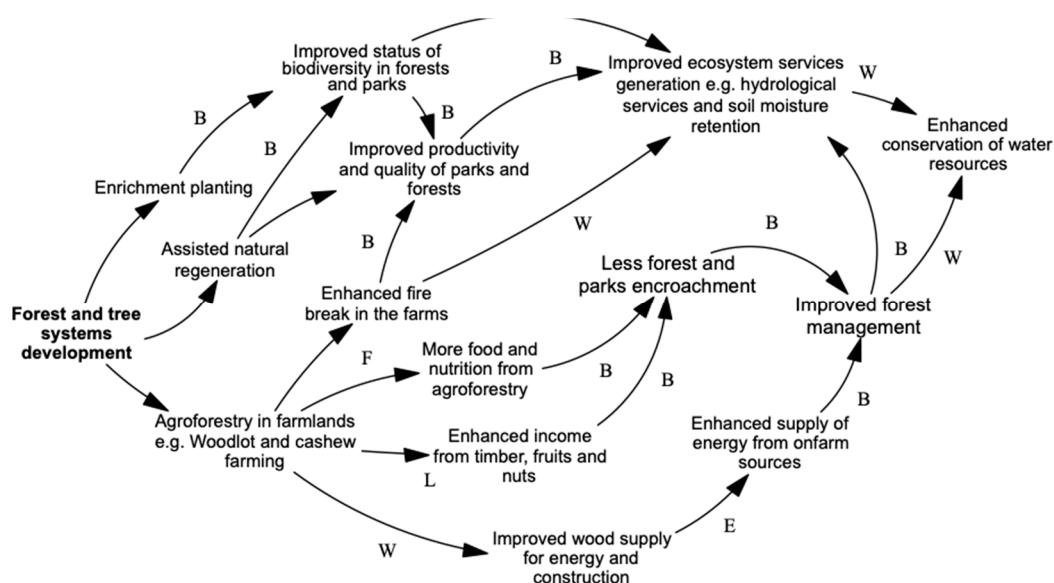 Improved status of
biodiversity in forests
and parks
B
Improved ecosystem services
generation e.g. hydrological
services and soil moisture
retention
W
B
B
B
Enhanced
conservation of water
resources
Improved productivity
and quality of parks and
forests
Enrichment planting
Assisted natural
regeneration
B
W
B
B
W
Less forest and
parks encroachment
Enhanced fire
break in the farms
Improved forest
management
Forest and tree
systems
development
F
More food and
nutrition from
agroforestry
B
B
B
Agroforestry in farmlands
e.g. Woodlot and cashew
farming
L
Enhanced income
from timber, fruits and
nuts
Enhanced supply of
energy from onfarm
sources
W
E
Improved wood supply
for energy and
construction